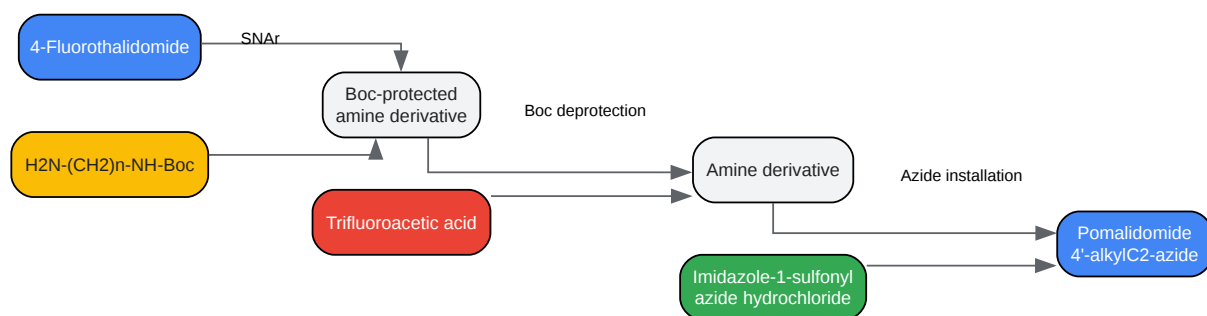 4-Fluorothalidomide
SNAr
Boc-protected
amine derivative
H2N-(CH2)n-NH-Boc
Boc deprotection
Trifluoroacetic acid
Amine derivative
Azide installation
Imidazole-1-sulfonyl
azide hydrochloride
Pomalidomide
4'-alkylC2-azide